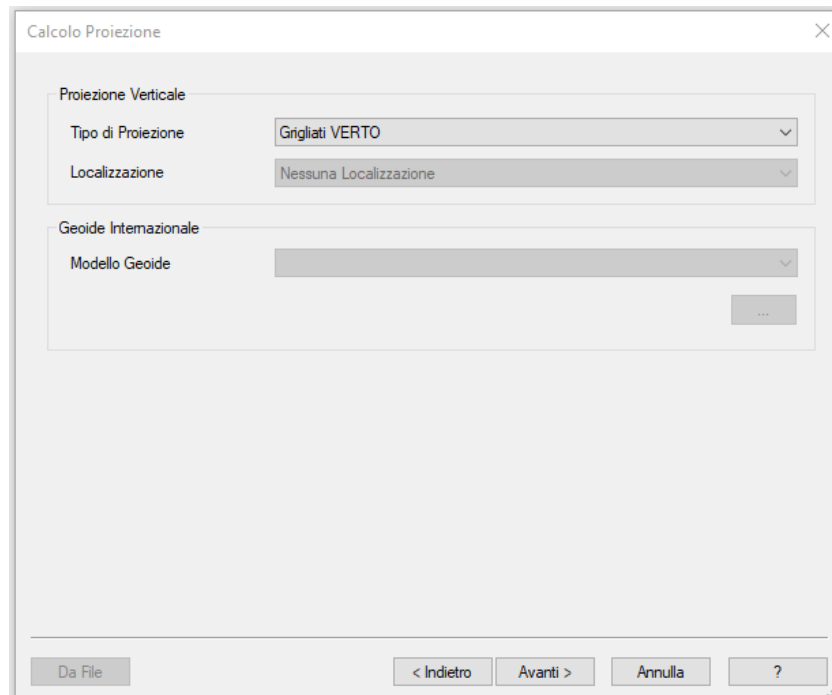 Calcolo Proiezione
Proiezione Verticale
Tipo di Proiezione Grigliati VERTO
Localizzazione Nessuna Localizzazione
Geoide Internazionale
Modello Geoide
...
Da File < Indietro Avanti > Annulla ?